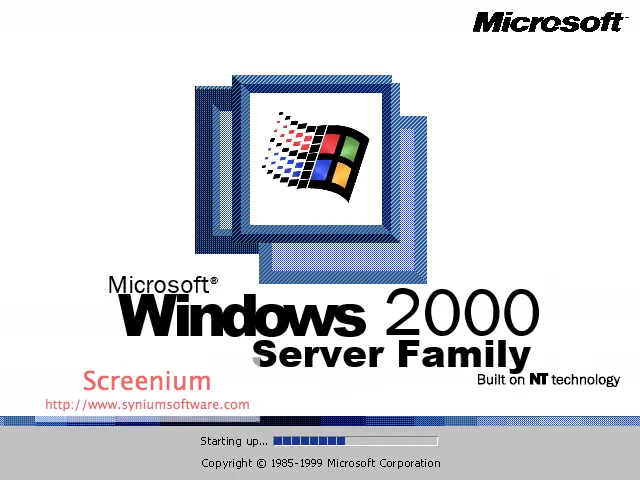 Microsoft
Microsoft®
Windows 2000
Server Family
Built on NT technology
Screenium
http://www.syniumsoftware.com
Starting up...
Copyright © 1985-1999 Microsoft Corporation